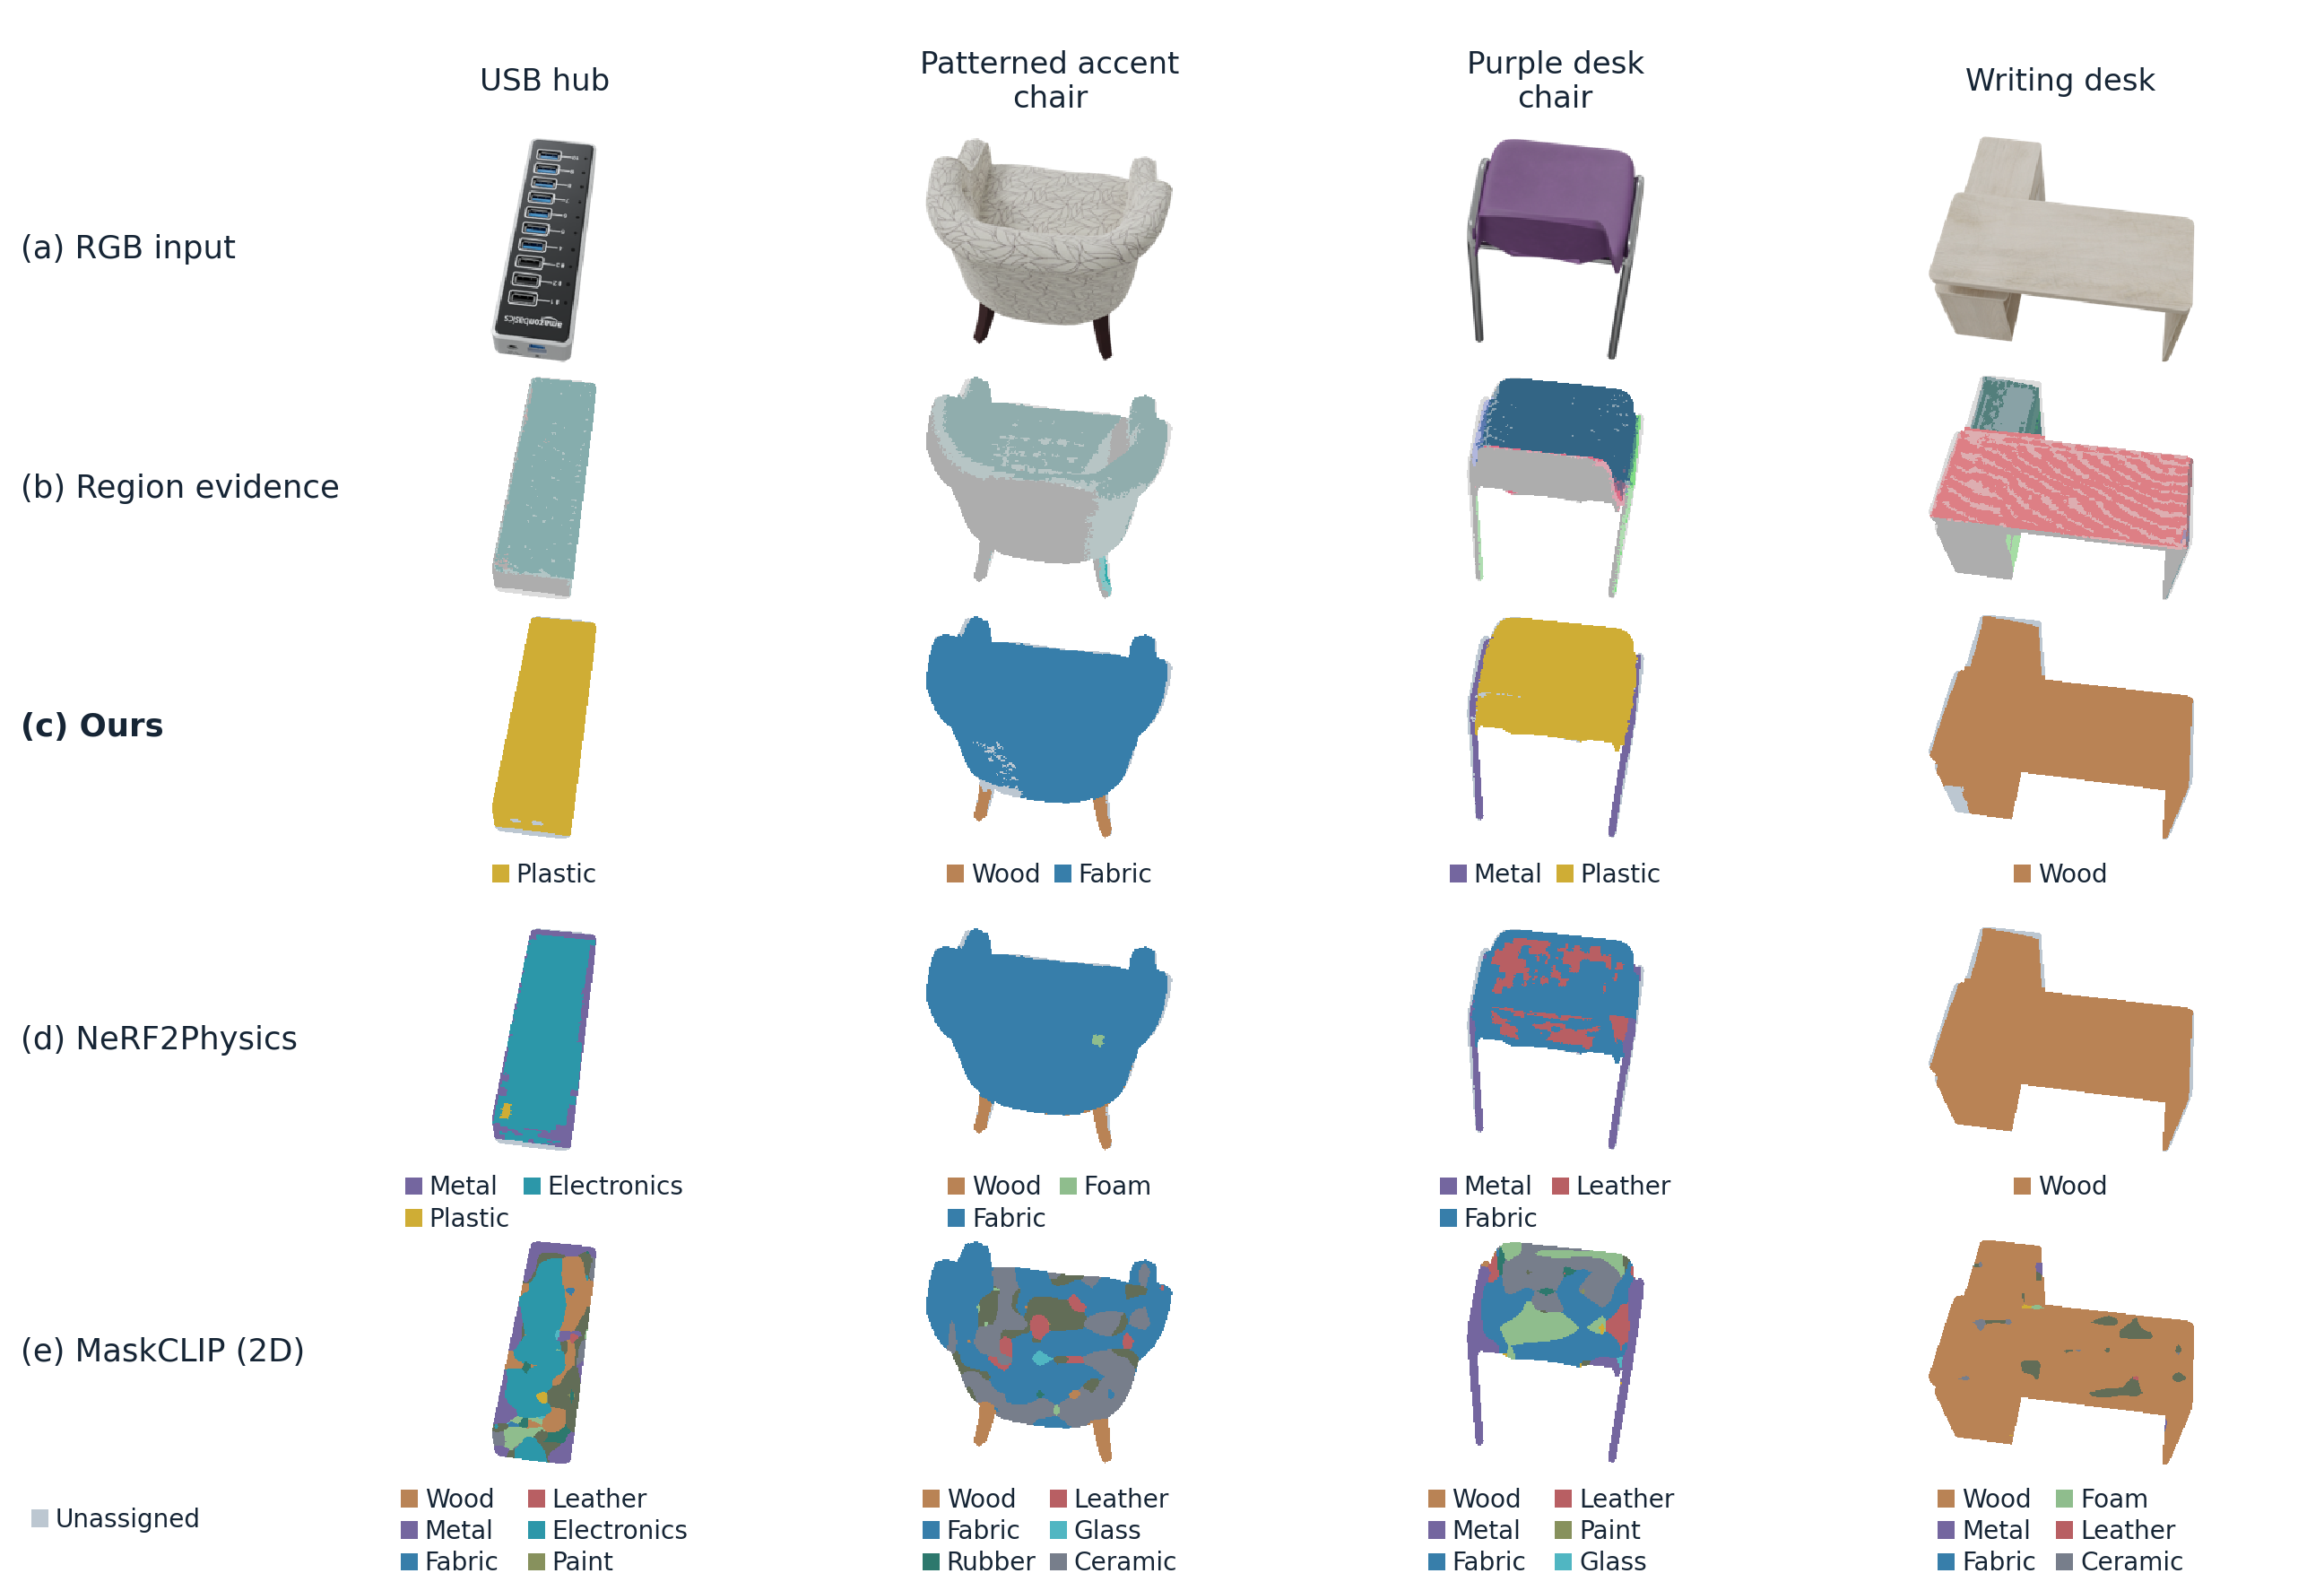 USB hub
Patterned accent
chair
Purple desk
chair
Writing desk
(a) RGB input
amazonbasics
(b) Region evidence
(c) Ours
Plastic
Wood Fabric
Metal Plastic
Wood
(d) NeRF2Physics
Metal Electronics
Plastic
Wood Foam
Fabric
Metal Leather
Fabric
Wood
(e) MaskCLIP (2D)
Unassigned
Wood Leather
Metal Electronics
Fabric Paint
Wood Leather
Fabric Glass
Rubber Ceramic
Wood Leather
Metal Paint
Fabric Glass
Wood Foam
Metal Leather
Fabric Ceramic